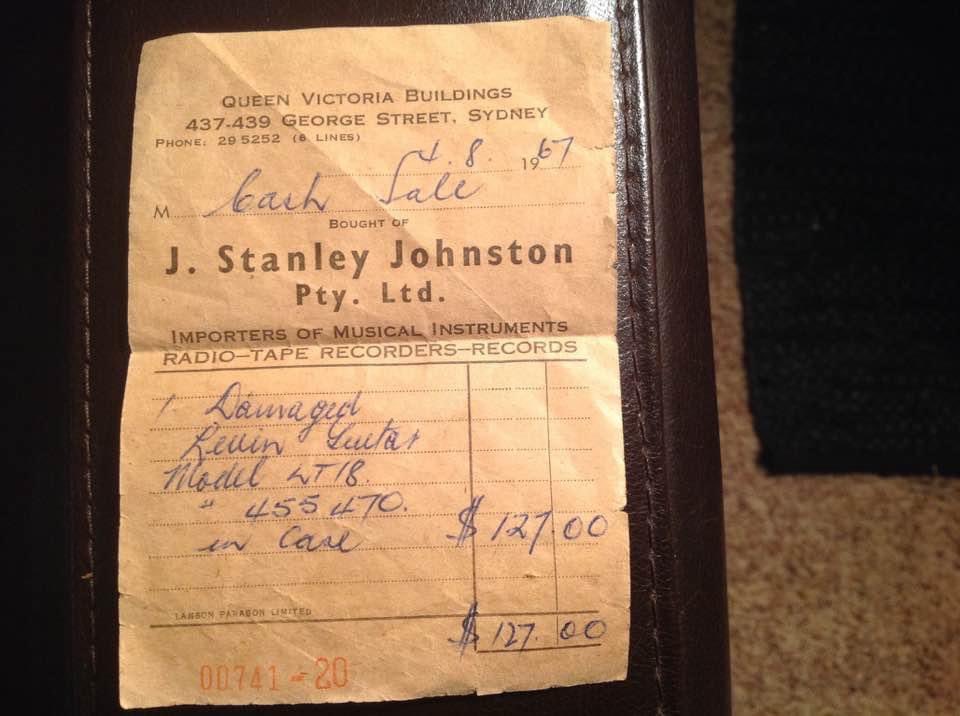 QUEEN VICTORIA BUILDINGS
437-439 GEORGE STREET, SYDNEY
PHONE: 29 5252 (6 LINES)
4.8. 1967
M Cash Sale
BOUGHT OF
J. Stanley Johnston
Pty. Ltd.
IMPORTERS OF MUSICAL INSTRUMENTS
RADIO—TAPE RECORDERS—RECORDS
1 Damaged
Levin Guitar
Model LT18.
" 455470.
in Case $127.00
LAMSON PARAGON LIMITED
$127.00
00741 - 20